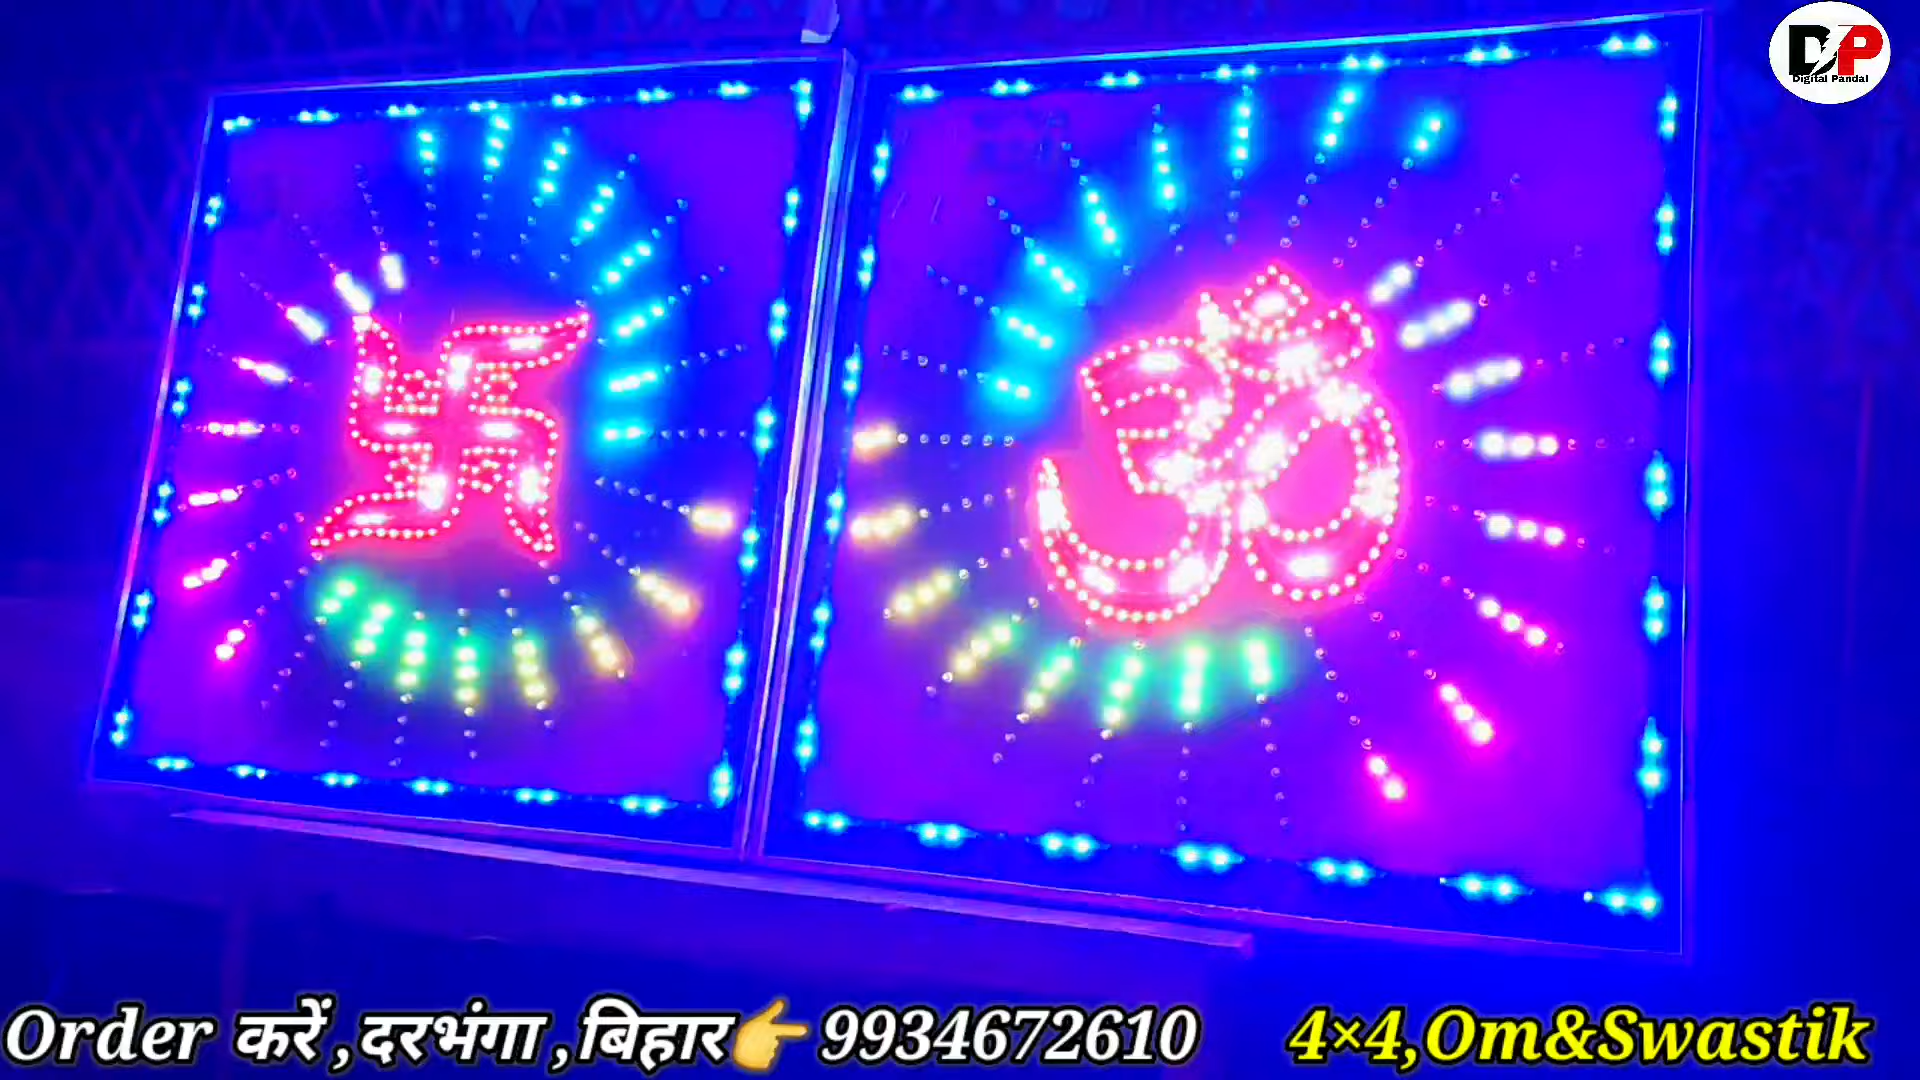 DP
Digital Pandal
ॐ
Order करें ,दरभंगा ,बिहार👉 9934672610 4×4,Om&Swastik